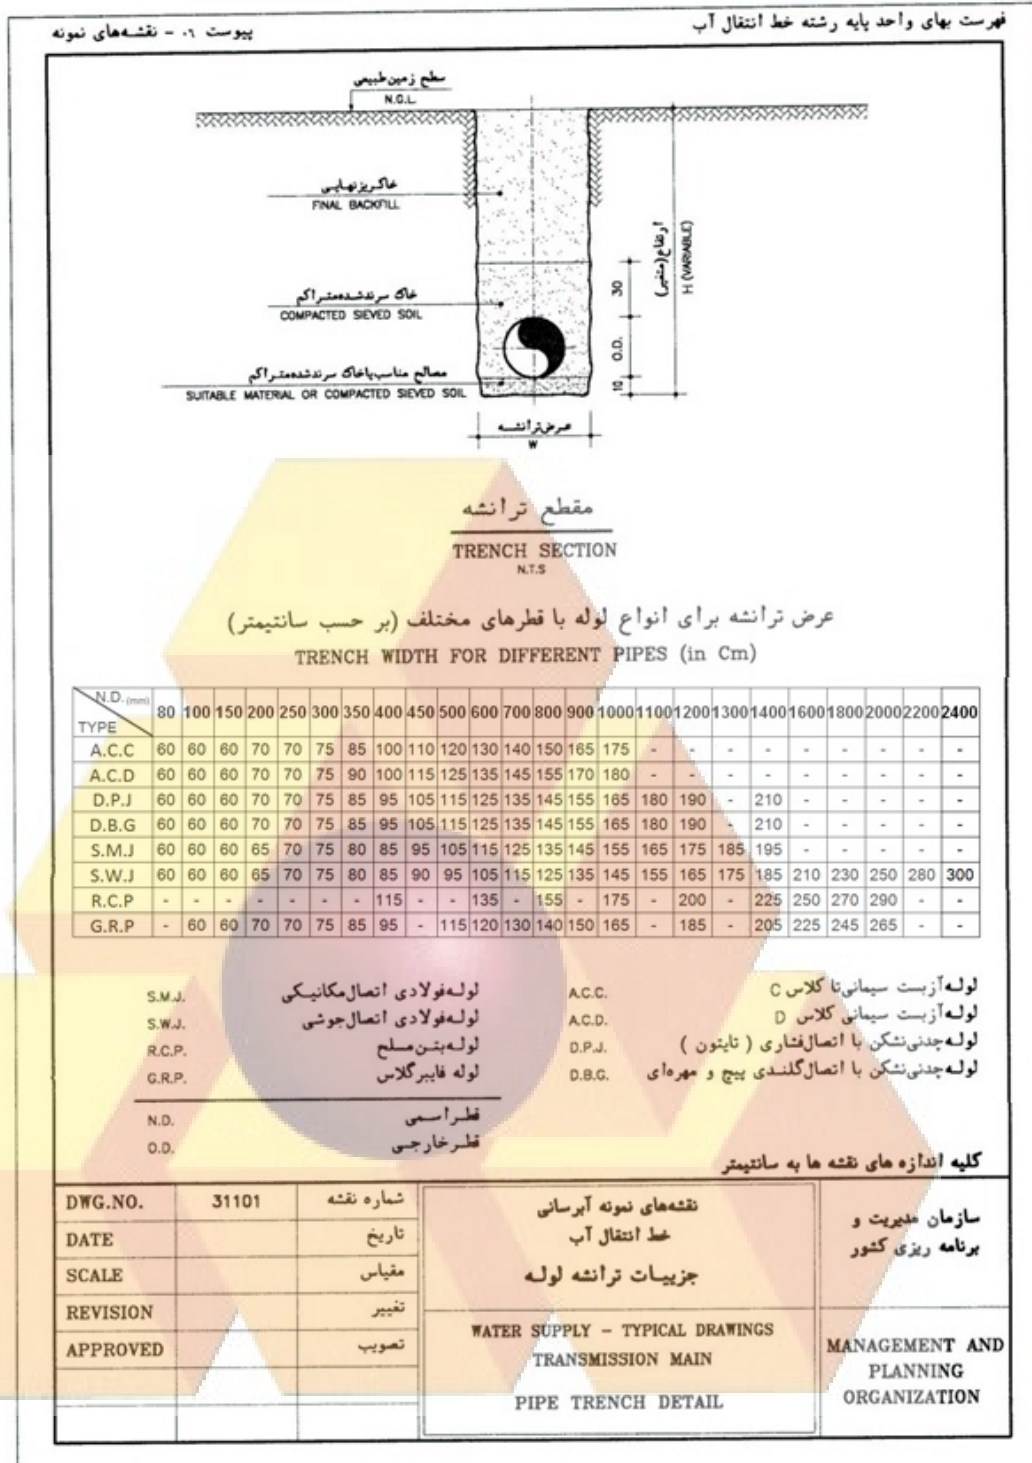 فهرست بهای واحد پایه رشته خط انتقال آب
پیوست ۰۶ - نقشه‌های نمونه
سطح زمین‌طبیعی
N.G.L.
خاکریزنهایی
FINAL BACKFILL
خاک سرندشده‌متراکم
COMPACTED SIEVED SOIL
مصالح مناسب‌یاخاک سرندشده‌متراکم
SUITABLE MATERIAL OR COMPACTED SIEVED SOIL
30
O.D.
10
ارتفاع(متغیر)
H (VARIABLE)
عرض‌ترانشه
W
مقطع ترانشه
TRENCH SECTION
N.T.S
عرض ترانشه برای انواع لوله با قطرهای مختلف (بر حسب سانتیمتر)
TRENCH WIDTH FOR DIFFERENT PIPES (in Cm)
N.D.(mm) TYPE 80 100 150 200 250 300 350 400 450 500 600 700 800 900 1000 1100 1200 1300 1400 1600 1800 2000 2200 2400
A.C.C 60 60 60 70 70 75 85 100 110 120 130 140 150 165 175 - - - - - - - - -
A.C.D 60 60 60 70 70 75 90 100 115 125 135 145 155 170 180 - - - - - - - - -
D.P.J 60 60 60 70 70 75 85 95 105 115 125 135 145 155 165 180 190 - 210 - - - - -
D.B.G 60 60 60 70 70 75 85 95 105 115 125 135 145 155 165 180 190 - 210 - - - - -
S.M.J 60 60 60 65 70 75 80 85 95 105 115 125 135 145 155 165 175 185 195 - - - - -
S.W.J 60 60 60 65 70 75 80 85 90 95 105 115 125 135 145 155 165 175 185 210 230 250 280 300
R.C.P - - - - - - - 115 - - 135 - 155 - 175 - 200 - 225 250 270 290 - -
G.R.P - 60 60 70 70 75 85 95 - 115 120 130 140 150 165 - 185 - 205 225 245 265 - -
لوله‌آزبست سیمانی‌تا کلاس C A.C.C.
لوله‌آزبست سیمانی کلاس D A.C.D.
لوله‌چدنی‌نشکن با اتصال‌فشاری ( تایتون ) D.P.J.
لوله‌چدنی‌نشکن با اتصال‌گلندی پیچ و مهره‌ای D.B.G.
لوله‌فولادی اتصال‌مکانیکی S.M.J.
لوله‌فولادی اتصال‌جوشی S.W.J.
لوله‌بتن‌مسلح R.C.P.
لوله فایبرگلاس G.R.P.
قطراسمی N.D.
قطرخارجی O.D.
کلیه اندازه های نقشه ها به سانتیمتر
سازمان مدیریت و
برنامه ریزی کشور
MANAGEMENT AND
PLANNING
ORGANIZATION
نقشه‌های نمونه آبرسانی
خط انتقال آب
جزییات ترانشه لوله
WATER SUPPLY - TYPICAL DRAWINGS
TRANSMISSION MAIN
PIPE TRENCH DETAIL
DWG.NO. 31101 شماره نقشه
DATE تاریخ
SCALE مقیاس
REVISION تغییر
APPROVED تصویب